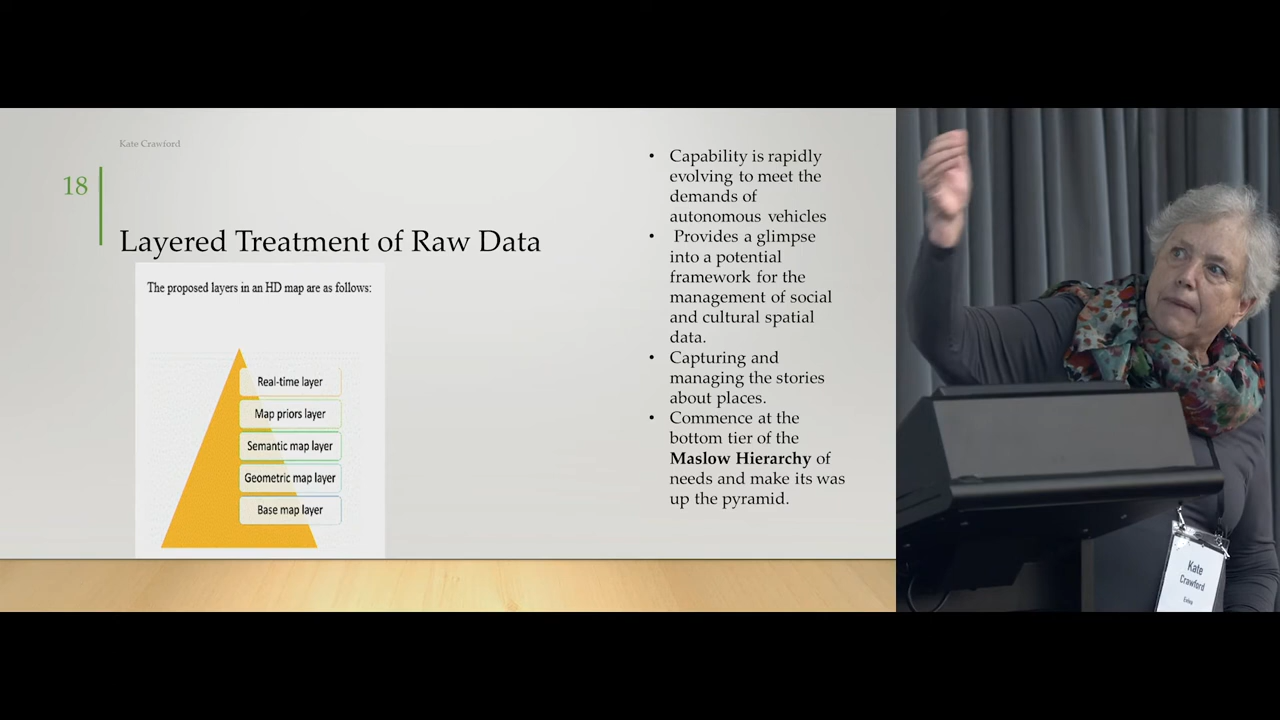 Kate Crawford
18
Layered Treatment of Raw Data
The proposed layers in an HD map are as follows:
Real-time layer
Map priors layer
Semantic map layer
Geometric map layer
Base map layer
• Capability is rapidly
evolving to meet the
demands of
autonomous vehicles
• Provides a glimpse
into a potential
framework for the
management of social
and cultural spatial
data.
• Capturing and
managing the stories
about places.
• Commence at the
bottom tier of the
Maslow Hierarchy of
needs and make its was
up the pyramid.
Kate
Crawford